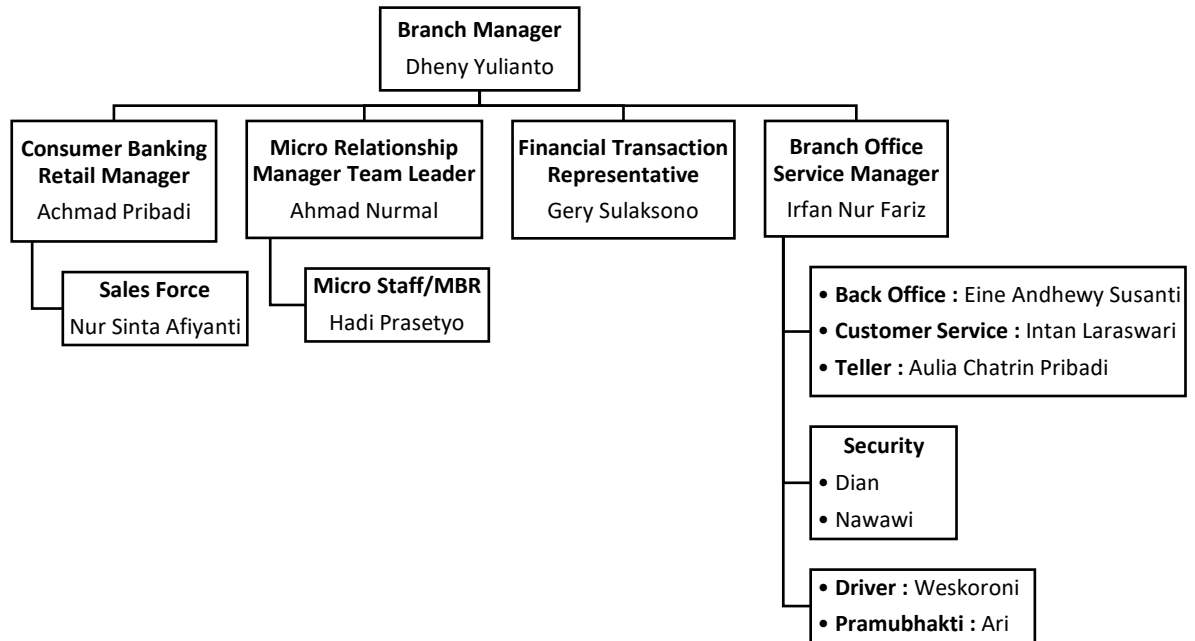 Branch Manager
Dheny Yulianto
Consumer Banking
Retail Manager
Achmad Pribadi
Micro Relationship
Manager Team Leader
Ahmad Nurmal
Financial Transaction
Representative
Gery Sulaksono
Branch Office
Service Manager
Irfan Nur Fariz
Sales Force
Nur Sinta Afiyanti
Micro Staff/MBR
Hadi Prasetyo
• Back Office : Eine Andhewy Susanti
• Customer Service : Intan Laraswari
• Teller : Aulia Chatrin Pribadi
Security
• Dian
• Nawawi
• Driver : Weskoroni
• Pramubhakti : Ari